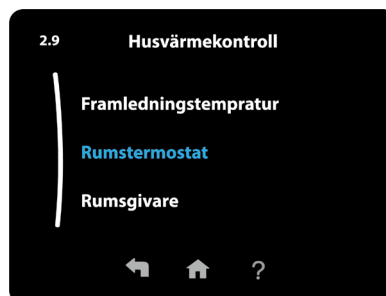 2.9 Husvärmekontroll
Framledningstempratur
Rumstermostat
Rumsgivare
?